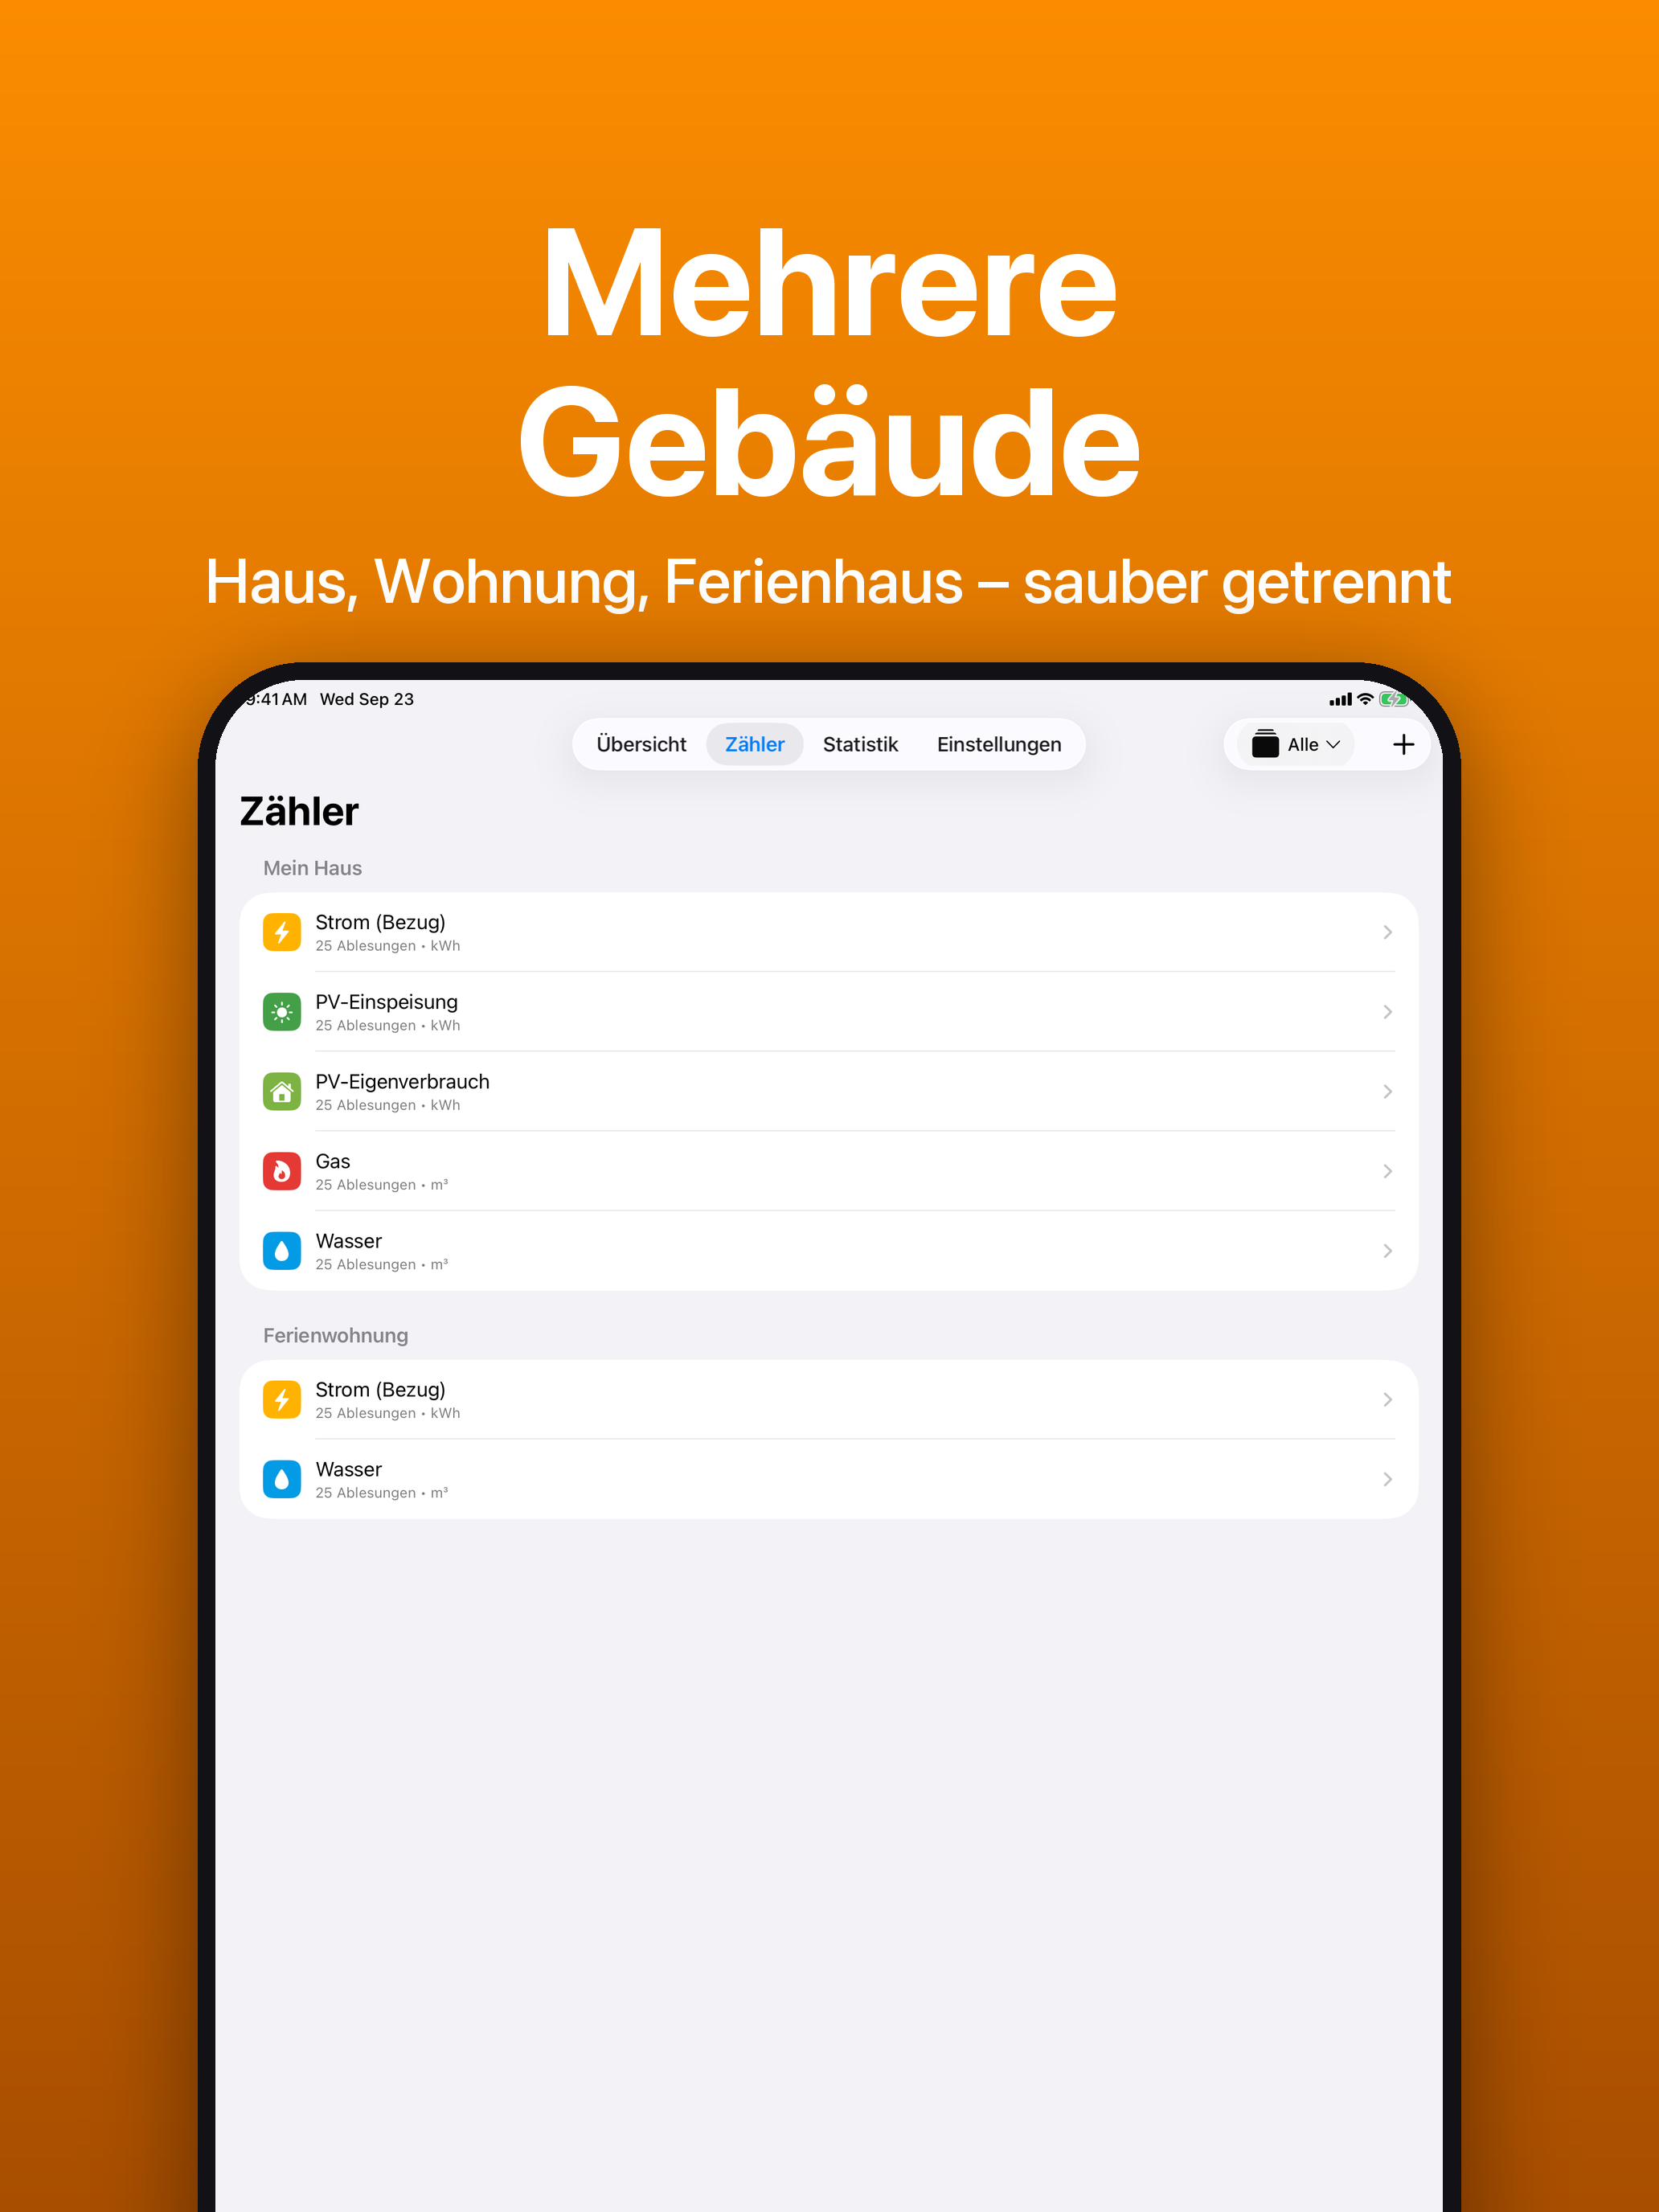 Mehrere
Gebäude
Haus, Wohnung, Ferienhaus – sauber getrennt
9:41 AM Wed Sep 23
Übersicht Zähler Statistik Einstellungen Alle
Zähler
Mein Haus
Strom (Bezug)
25 Ablesungen • kWh
PV-Einspeisung
25 Ablesungen • kWh
PV-Eigenverbrauch
25 Ablesungen • kWh
Gas
25 Ablesungen • m³
Wasser
25 Ablesungen • m³
Ferienwohnung
Strom (Bezug)
25 Ablesungen • kWh
Wasser
25 Ablesungen • m³